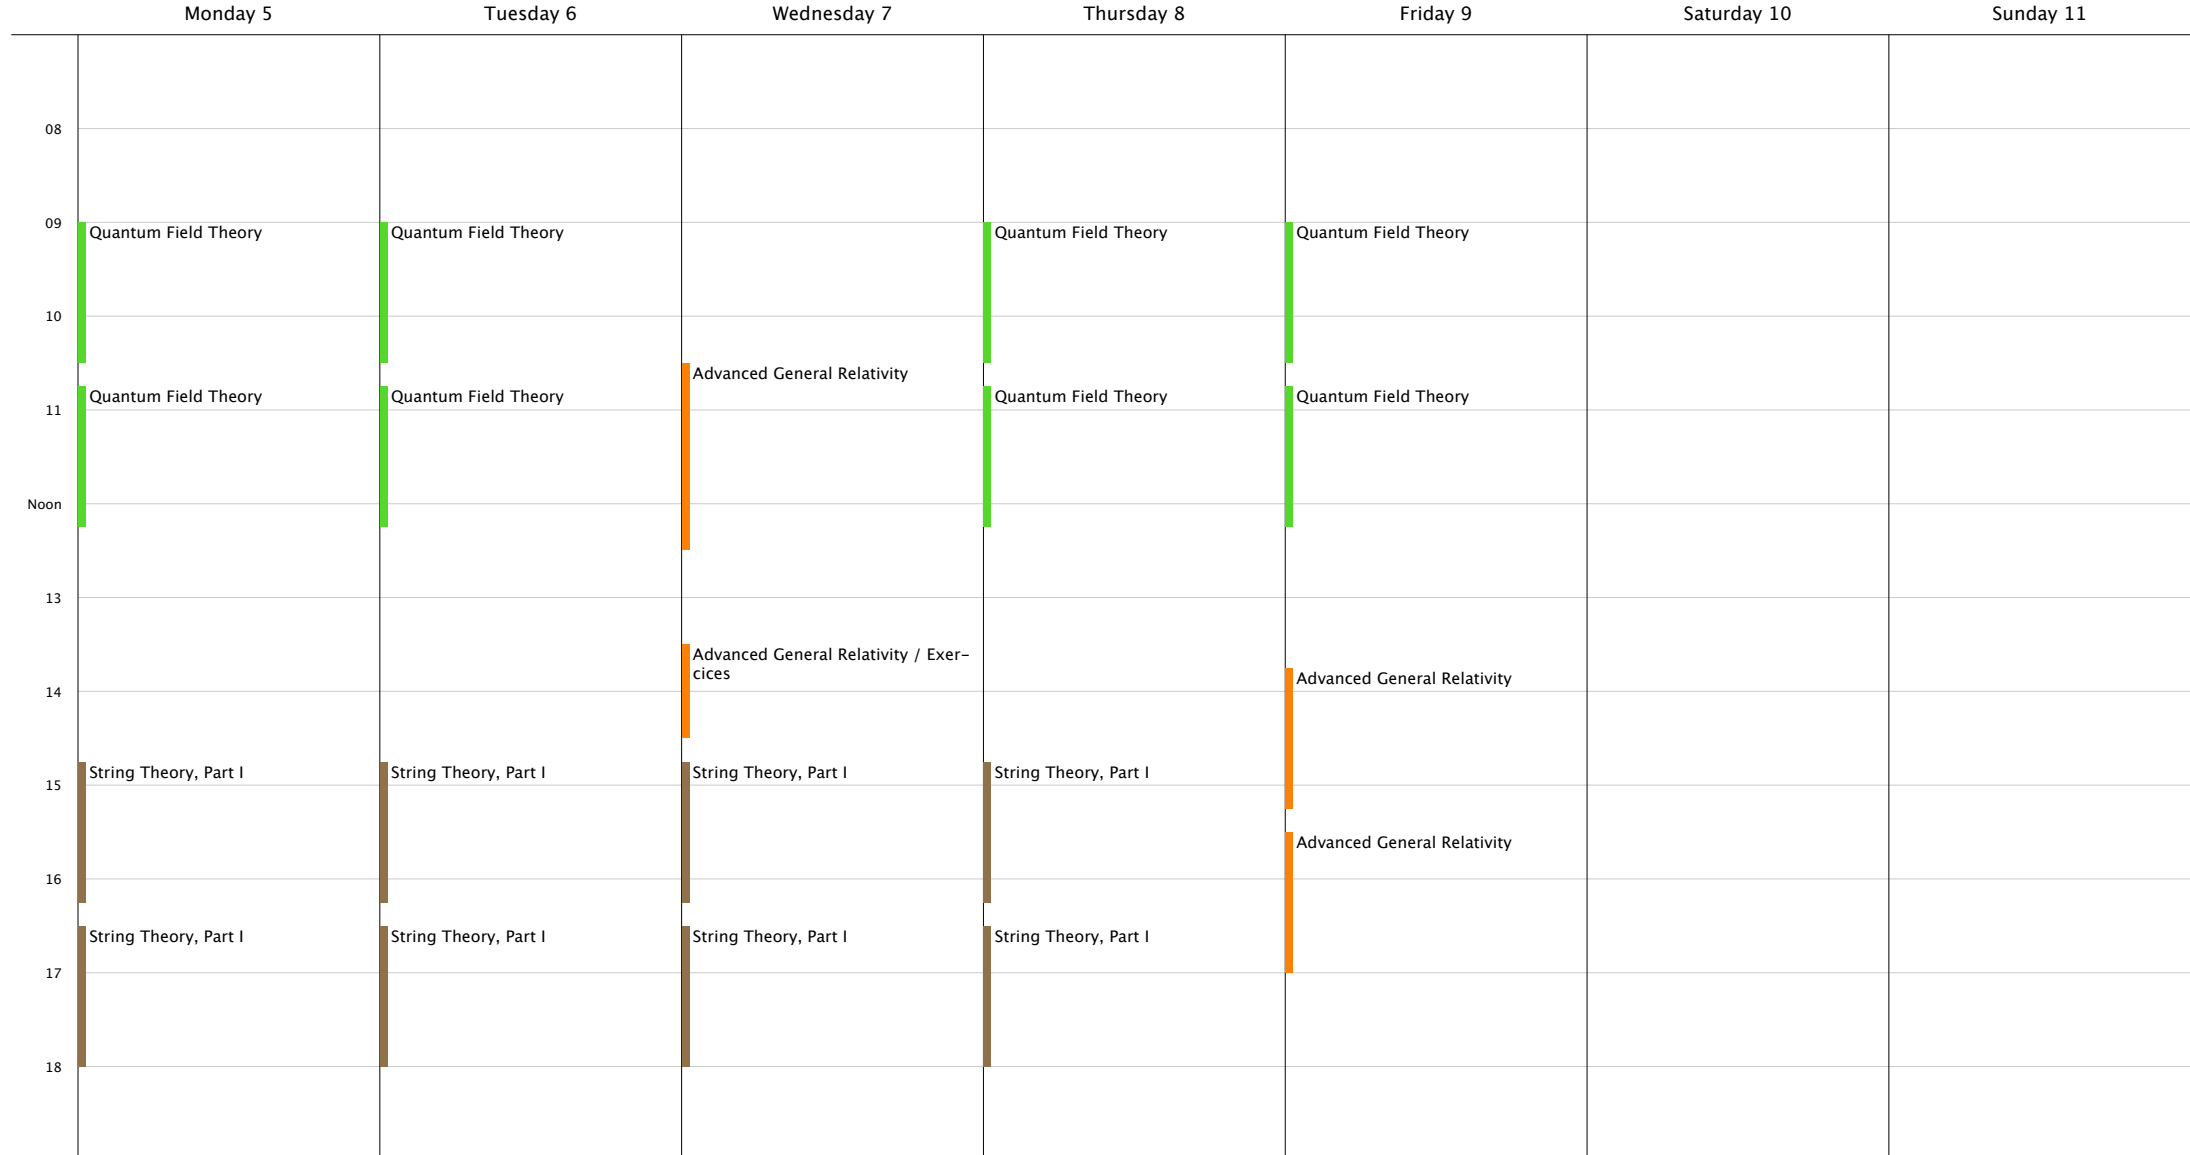 Monday 5 Tuesday 6 Wednesday 7 Thursday 8 Friday 9 Saturday 10 Sunday 11
08
09
Quantum Field Theory Quantum Field Theory Quantum Field Theory Quantum Field Theory
10
Advanced General Relativity
Quantum Field Theory Quantum Field Theory Quantum Field Theory Quantum Field Theory
11
Noon
13
Advanced General Relativity / Exer-
cices
Advanced General Relativity
14
String Theory, Part I String Theory, Part I String Theory, Part I String Theory, Part I
15
Advanced General Relativity
16
String Theory, Part I String Theory, Part I String Theory, Part I String Theory, Part I
17
18